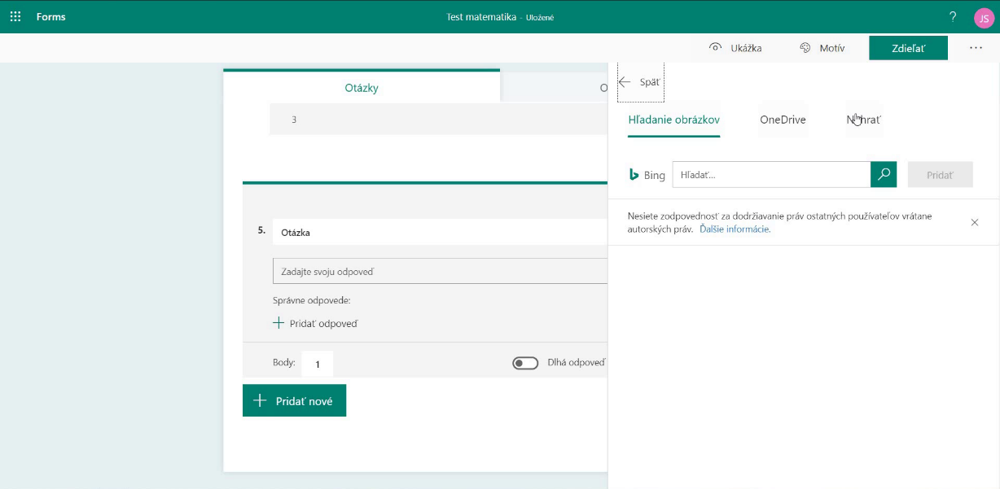 Forms
Test matematika - Uložené
?
JS
Ukážka
Motív
Zdieľať
...
Otázky
3
5.
Otázka
Zadajte svoju odpoveď
Správne odpovede:
+ Pridať odpoveď
Body:
1
Dlhá odpoveď
+ Pridať nové
Späť
Hľadanie obrázkov
OneDrive
Nahrať
Bing
Hľadať...
Pridať
Nesiete zodpovednosť za dodržiavanie práv ostatných používateľov vrátane
autorských práv. Ďalšie informácie.